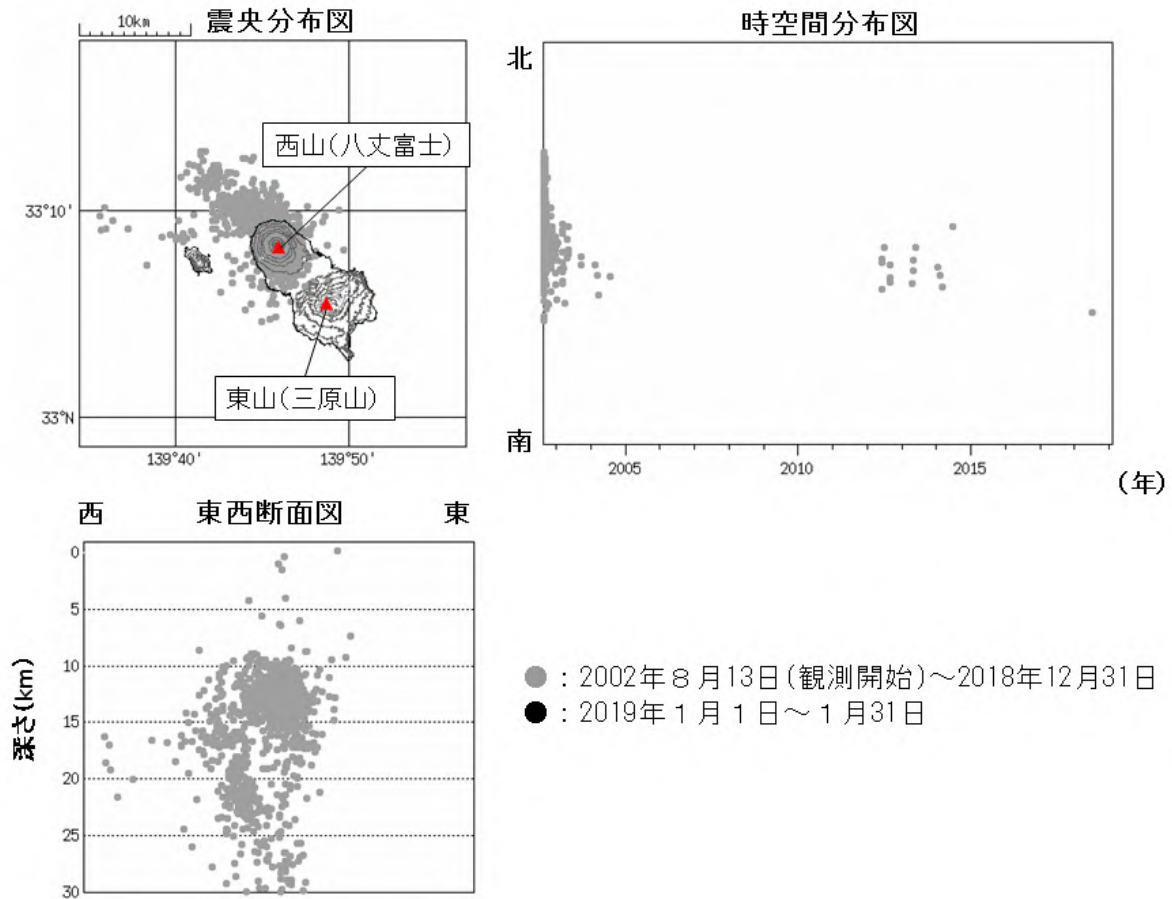 10km
震央分布図
西山(八丈富士)
33°10'
東山(三原山)
33°N
139°40'
139°50'
時空間分布図
北
南
2005
2010
2015
(年)
西
東西断面図
東
0
5
10
15
20
25
30
深さ(km)
● : 2002年８月13日(観測開始)～2018年12月31日
● : 2019年１月１日～１月31日